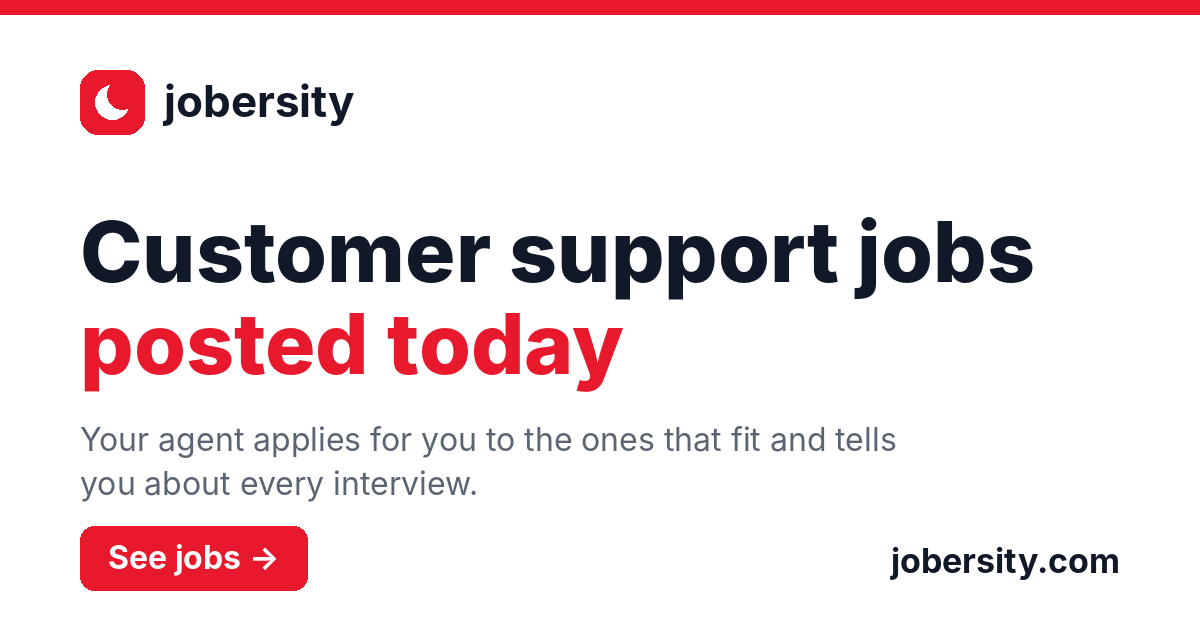 jobersity
Customer support jobs
posted today
Your agent applies for you to the ones that fit and tells
you about every interview.
See jobs →
jobersity.com